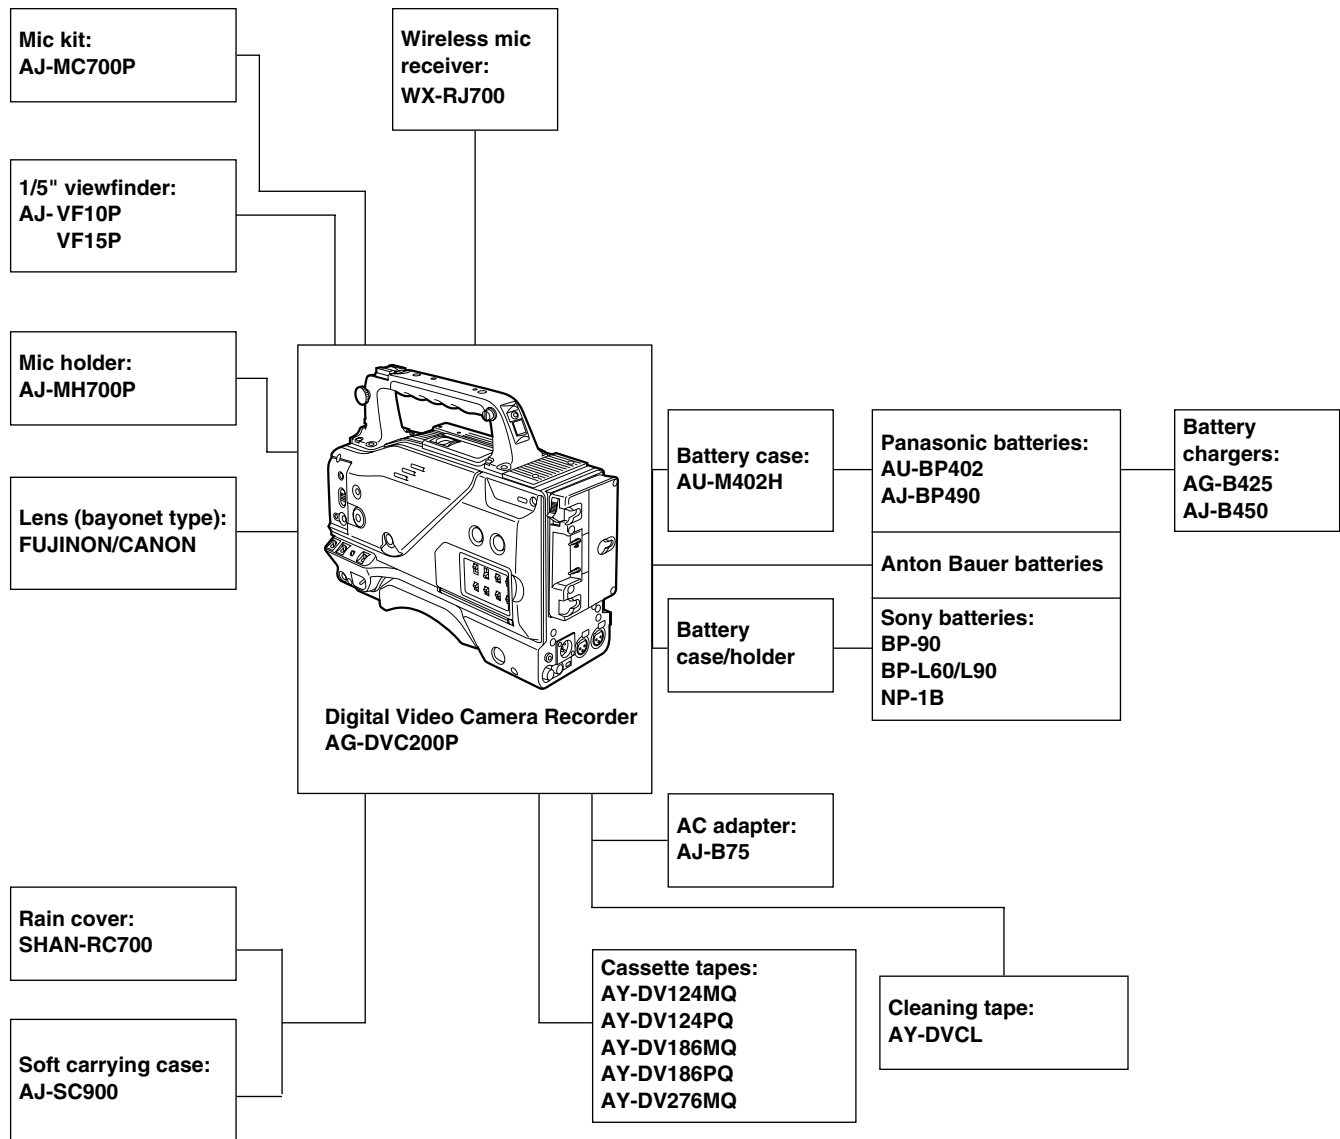 Mic kit:
AJ-MC700P
Wireless mic
receiver:
WX-RJ700
1/5" viewfinder:
AJ- VF10P
VF15P
Mic holder:
AJ-MH700P
Lens (bayonet type):
FUJINON/CANON
Digital Video Camera Recorder
AG-DVC200P
Battery case:
AU-M402H
Panasonic batteries:
AU-BP402
AJ-BP490
Battery
chargers:
AG-B425
AJ-B450
Anton Bauer batteries
Battery
case/holder
Sony batteries:
BP-90
BP-L60/L90
NP-1B
AC adapter:
AJ-B75
Rain cover:
SHAN-RC700
Soft carrying case:
AJ-SC900
Cassette tapes:
AY-DV124MQ
AY-DV124PQ
AY-DV186MQ
AY-DV186PQ
AY-DV276MQ
Cleaning tape:
AY-DVCL